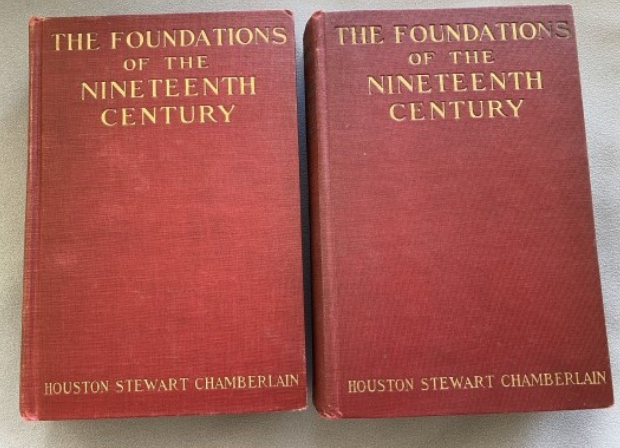 THE FOUNDATIONS
OF THE
NINETEENTH
CENTURY
HOUSTON STEWART CHAMBERLAIN
THE FOUNDATIONS
OF THE
NINETEENTH
CENTURY
HOUSTON STEWART CHAMBERLAIN